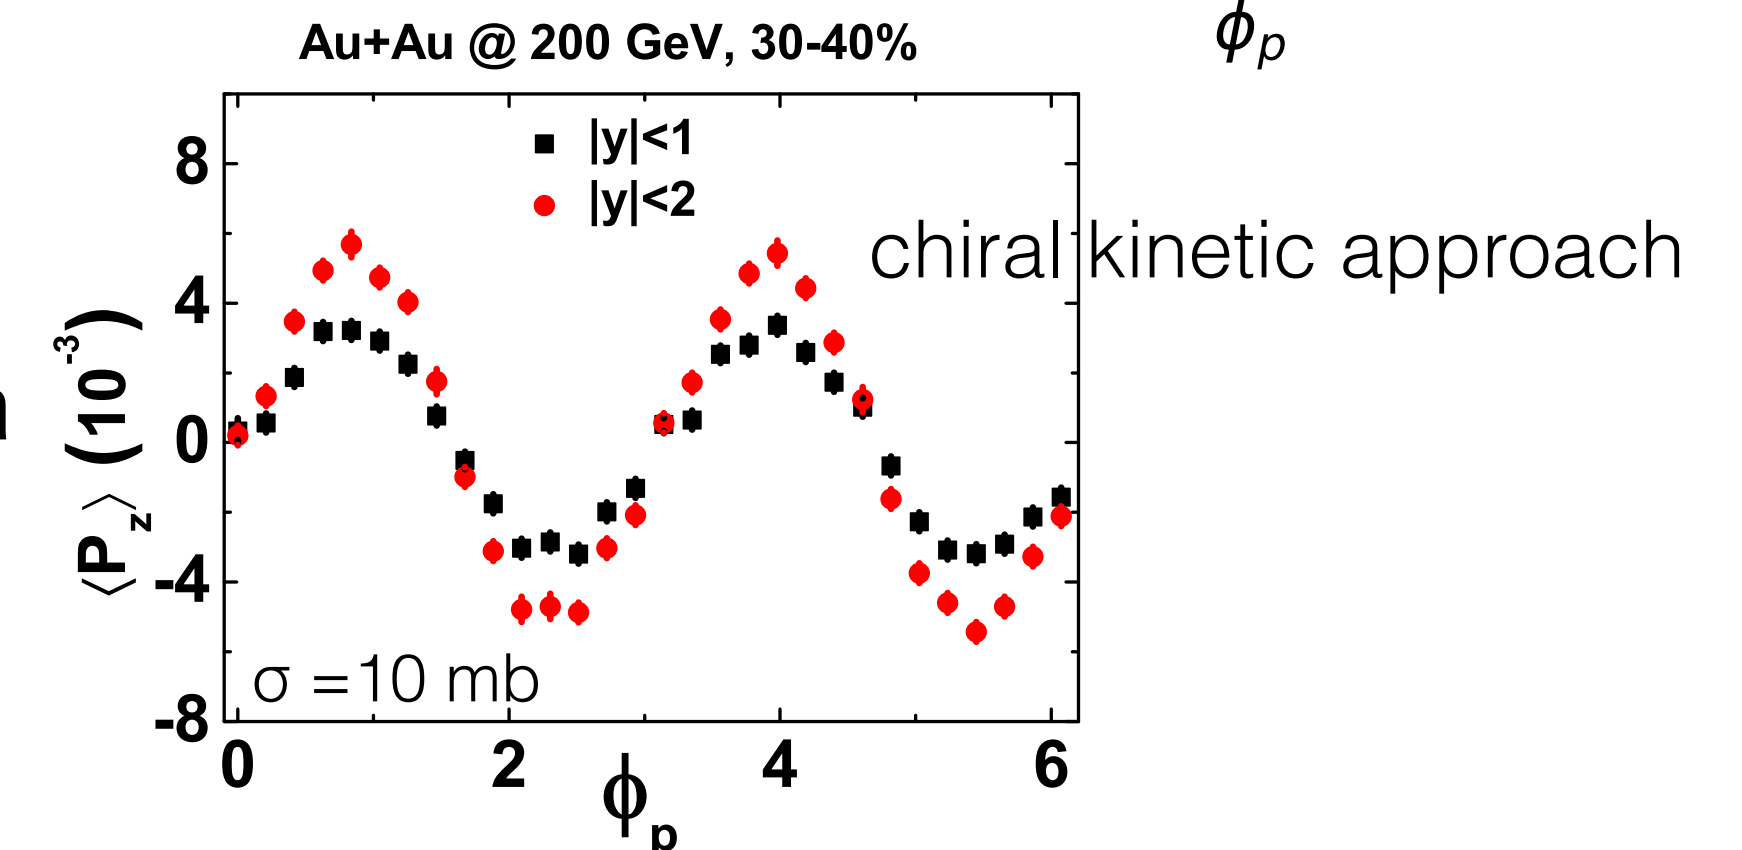 ϕp
Au+Au @ 200 GeV, 30-40%
|y|<1
|y|<2
chiral kinetic approach
8
4
0
-4
-8
⟨Pz⟩ (10-3)
σ =10 mb
0 2 4 6
ϕp